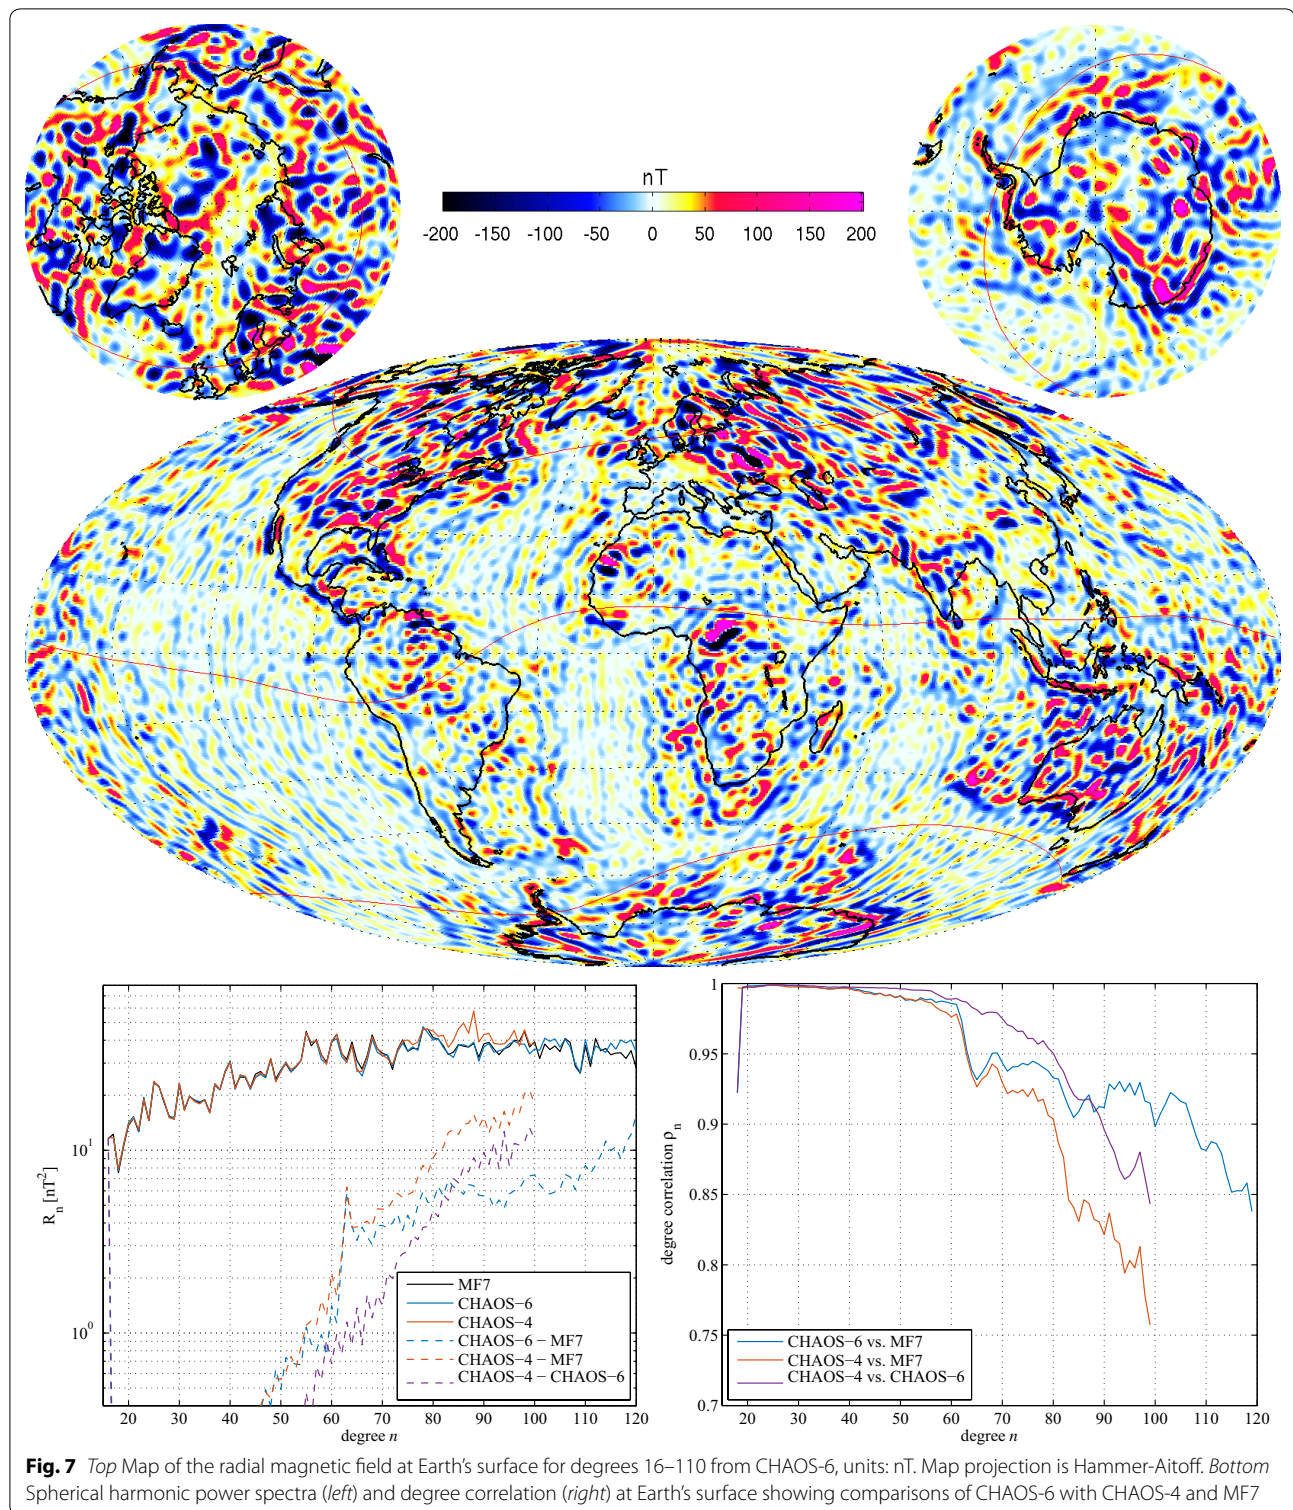 nT
-200 -150 -100 -50 0 50 100 150 200
R_n [nT^2]
10^1
10^0
20 30 40 50 60 70 80 90 100 110 120
degree n
MF7
CHAOS−6
CHAOS−4
CHAOS−6 − MF7
CHAOS−4 − MF7
CHAOS−4 − CHAOS−6
degree correlation ρ_n
1
0.95
0.9
0.85
0.8
0.75
0.7
20 30 40 50 60 70 80 90 100 110 120
degree n
CHAOS−6 vs. MF7
CHAOS−4 vs. MF7
CHAOS−4 vs. CHAOS−6
Fig. 7 Top Map of the radial magnetic field at Earth's surface for degrees 16–110 from CHAOS-6, units: nT. Map projection is Hammer-Aitoff. Bottom
Spherical harmonic power spectra (left) and degree correlation (right) at Earth's surface showing comparisons of CHAOS-6 with CHAOS-4 and MF7